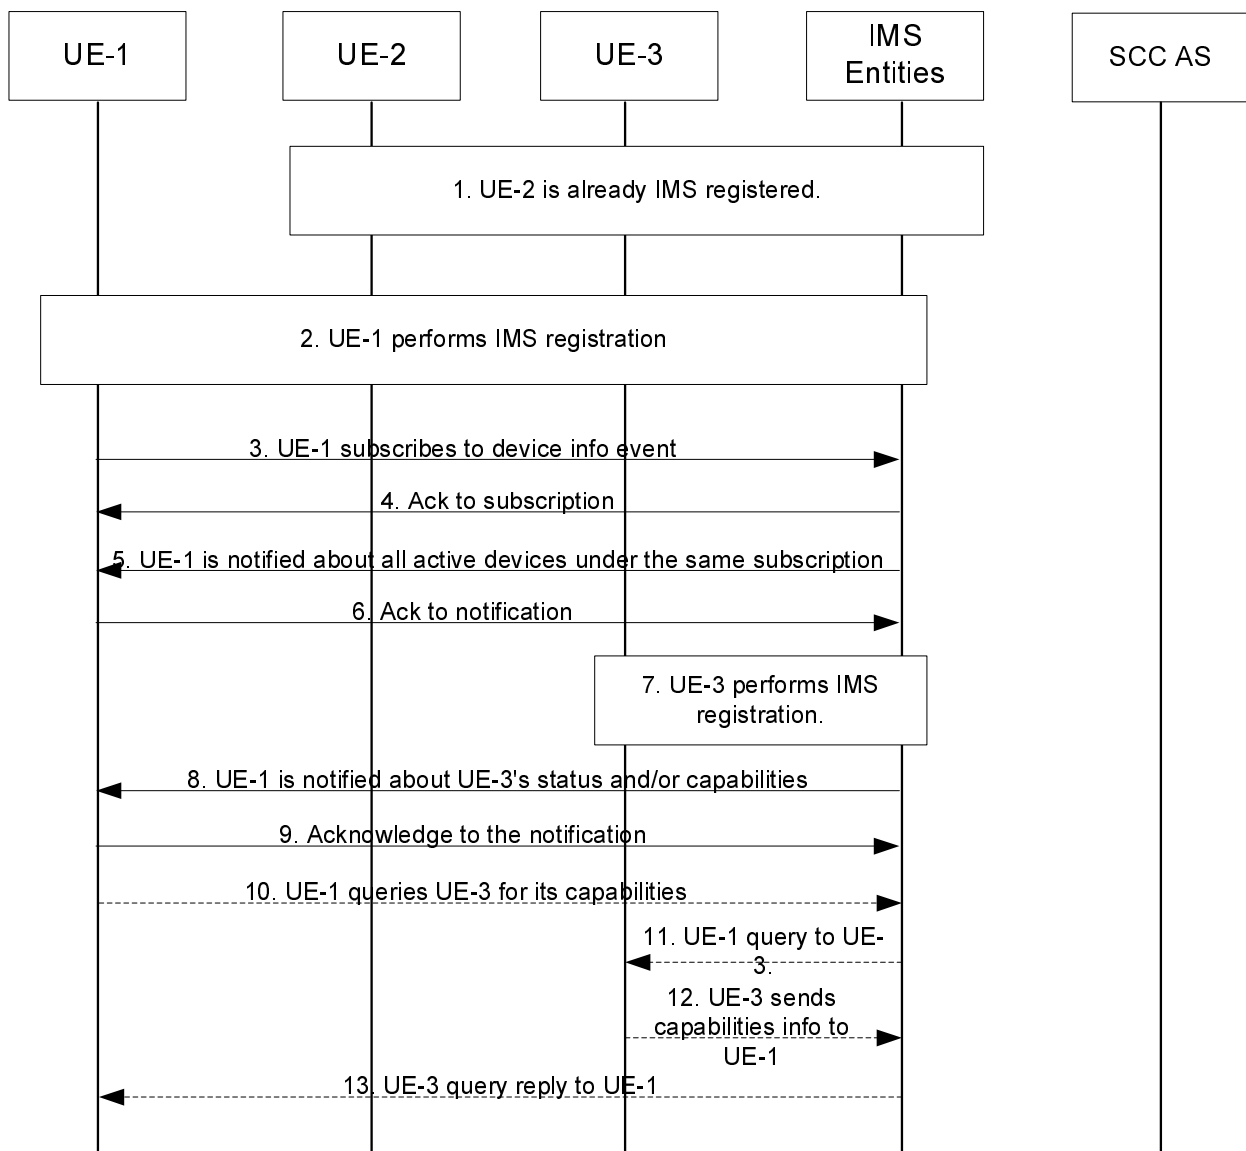 UE-1
UE-2
UE-3
IMS
Entities
SCC AS
1. UE-2 is already IMS registered.
2. UE-1 performs IMS registration
3. UE-1 subscribes to device info event
4. Ack to subscription
5. UE-1 is notified about all active devices under the same subscription
6. Ack to notification
7. UE-3 performs IMS
registration.
8. UE-1 is notified about UE-3's status and/or capabilities
9. Acknowledge to the notification
10. UE-1 queries UE-3 for its capabilities
11. UE-1 query to UE-
3.
12. UE-3 sends
capabilities info to
UE-1
13. UE-3 query reply to UE-1